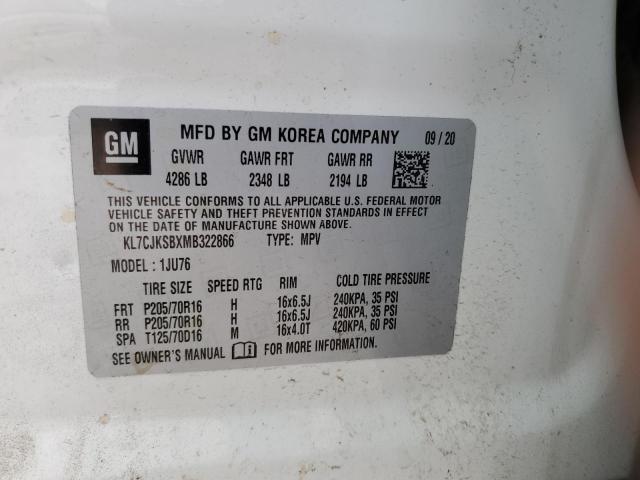 GM
MFD BY GM KOREA COMPANY 09/20
GVWR GAWR FRT GAWR RR
4286 LB 2348 LB 2194 LB
THIS VEHICLE CONFORMS TO ALL APPLICABLE U.S. FEDERAL MOTOR
VEHICLE SAFETY AND THEFT PREVENTION STANDARDS IN EFFECT
ON THE DATE OF MANUFACTURE SHOWN ABOVE.
KL7CJKSBXMB322866 TYPE: MPV
MODEL: 1JU76
TIRE SIZE SPEED RTG RIM COLD TIRE PRESSURE
FRT P205/70R16 H 16x6.5J 240KPA, 35 PSI
RR P205/70R16 H 16x6.5J 240KPA, 35 PSI
SPA T125/70D16 M 16x4.0T 420KPA, 60 PSI
SEE OWNER'S MANUAL FOR MORE INFORMATION.